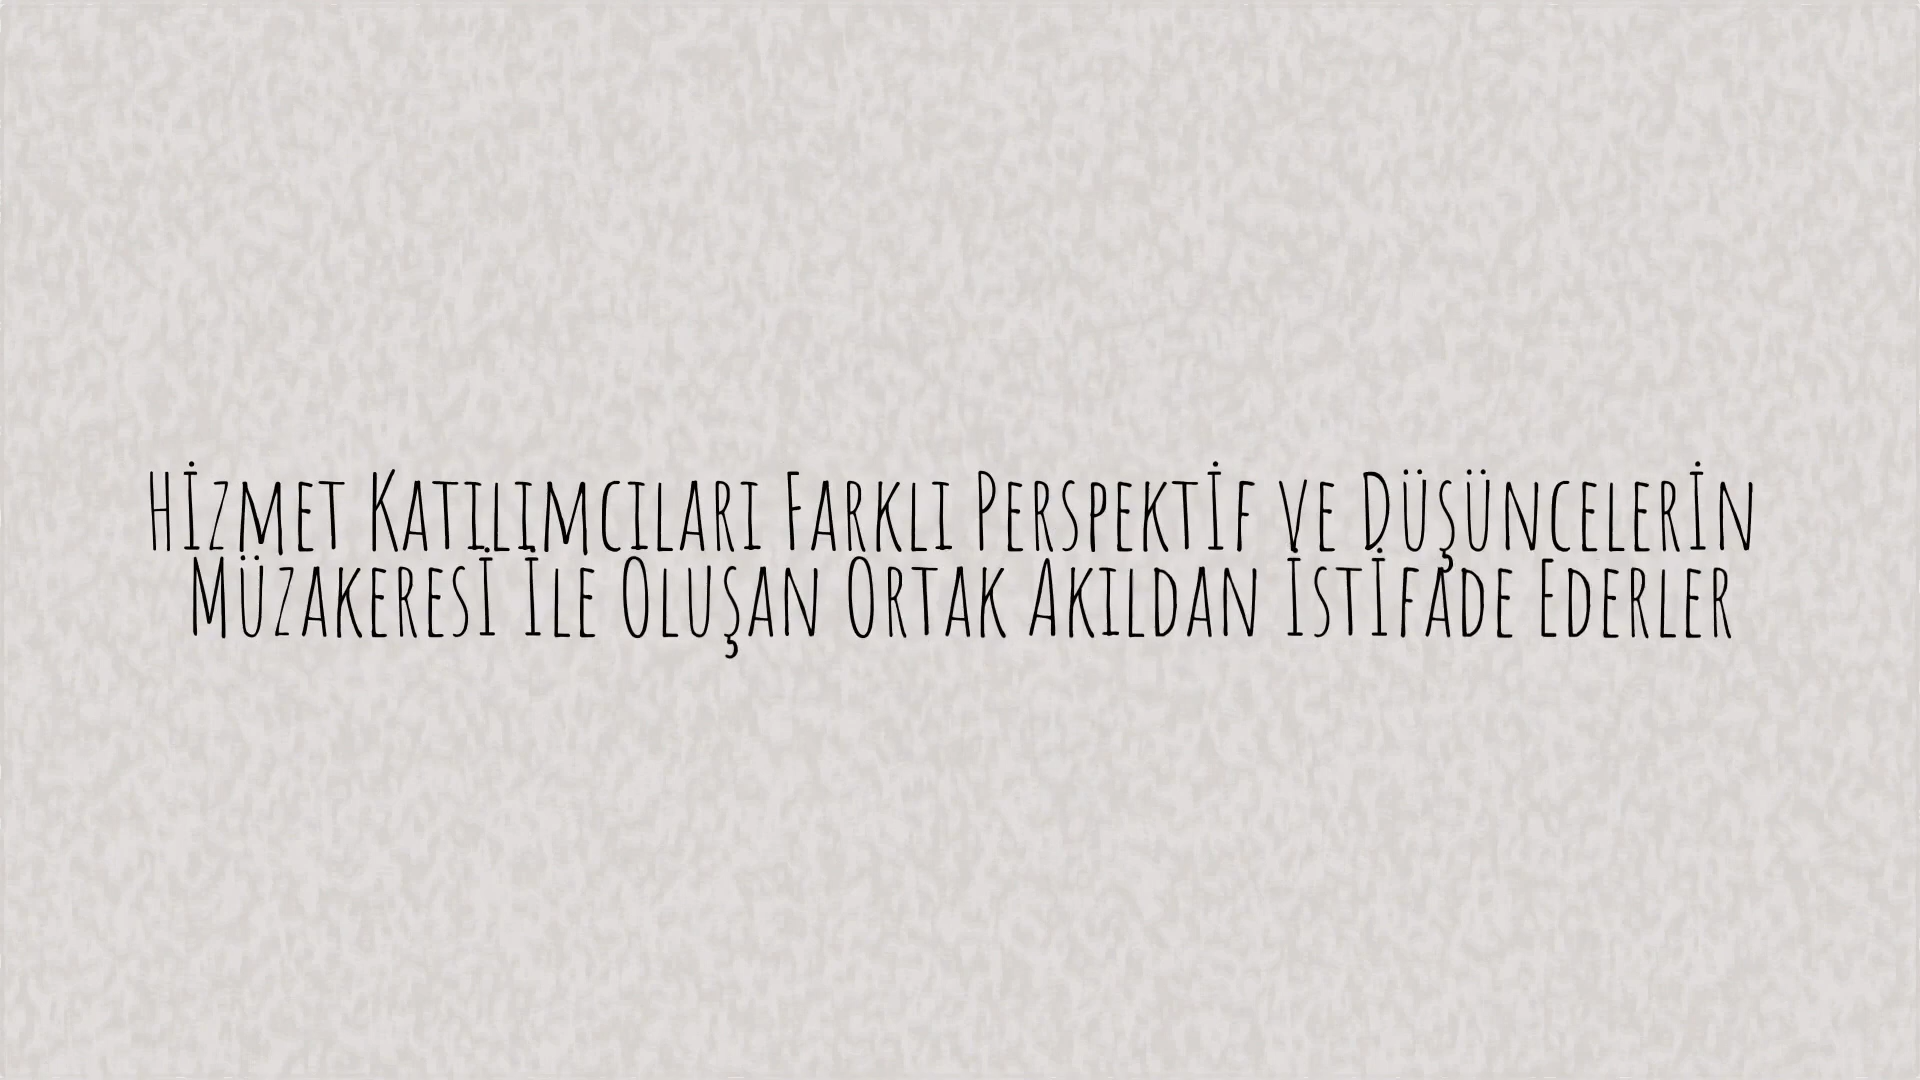 Hİzmet Katılımcıları Farklı Perspektİf ve Düşüncelerİn
Müzakeresİ İle Oluşan Ortak Akıldan İstİfade Ederler